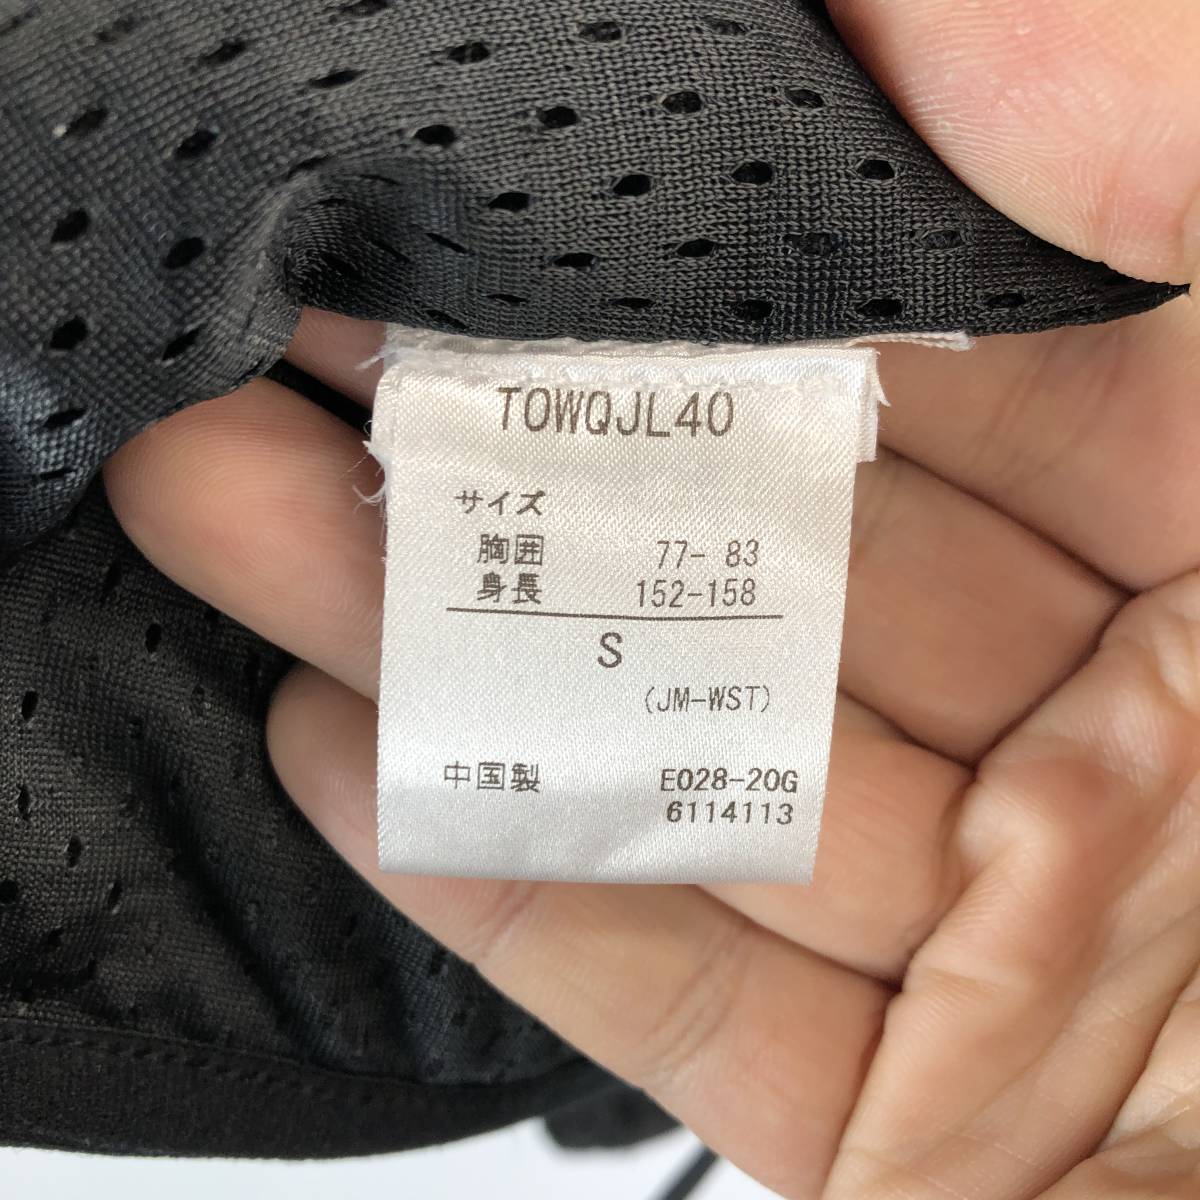 TOWQJL40
サイズ
胸囲 77- 83
身長 152-158
S
(JM-WST)
中国製 E028-20G
6114113